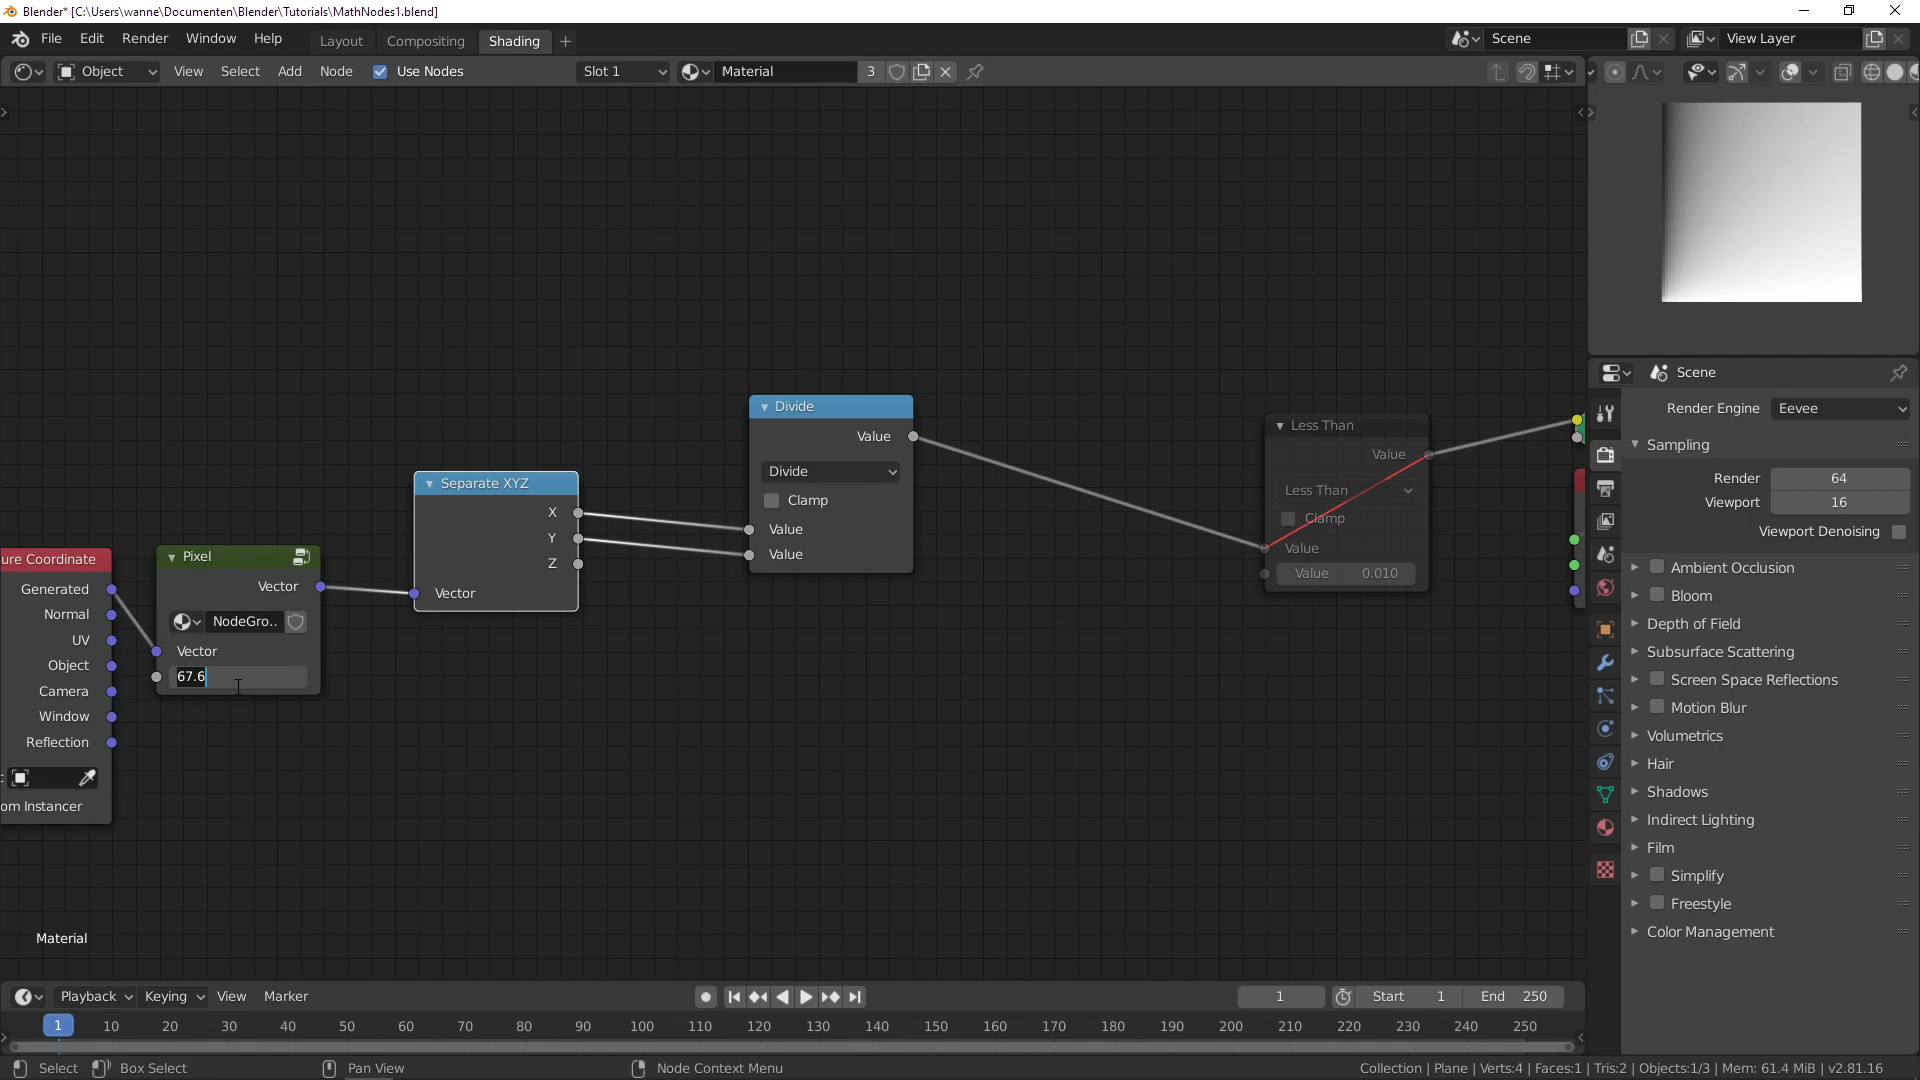 Blender* [C:\Users\wanne\Documenten\Blender\Tutorials\MathNodes1.blend]
File Edit Render Window Help Layout Compositing Shading + Scene View Layer
Object View Select Add Node Use Nodes Slot 1 Material 3
Scene
Render Engine Eevee
Sampling
Render 64
Viewport 16
Viewport Denoising
Ambient Occlusion
Bloom
Depth of Field
Subsurface Scattering
Screen Space Reflections
Motion Blur
Volumetrics
Hair
Shadows
Indirect Lighting
Film
Simplify
Freestyle
Color Management
ure Coordinate
Generated
Normal
UV
Object
Camera
Window
Reflection
om Instancer
Pixel
Vector
NodeGro..
Vector
67.6
Separate XYZ
X
Y
Z
Vector
Divide
Value
Divide
Clamp
Value
Value
Less Than
Value
Less Than
Clamp
Value
Value 0.010
Material
Playback Keying View Marker 1 Start 1 End 250
1 10 20 30 40 50 60 70 80 90 100 110 120 130 140 150 160 170 180 190 200 210 220 230 240 250
Select Box Select Pan View Node Context Menu Collection | Plane | Verts:4 | Faces:1 | Tris:2 | Objects:1/3 | Mem: 61.4 MiB | v2.81.16